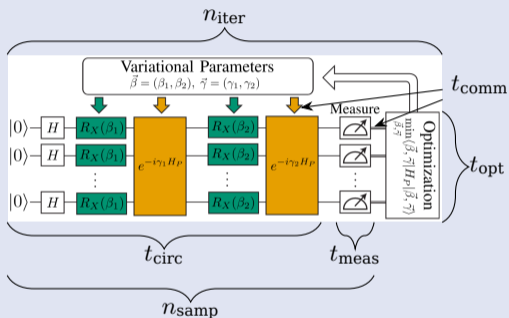 n_iter
Variational Parameters
β⃗ = (β₁, β₂), γ⃗ = (γ₁, γ₂)
t_comm
Measure
|0⟩ H R_X(β₁) R_X(β₂)
|0⟩ H R_X(β₁) R_X(β₂)
e^{-iγ₁H_P} e^{-iγ₂H_P}
⋮ ⋮ ⋮
|0⟩ H R_X(β₁) R_X(β₂)
Optimization
min⟨β⃗, γ⃗|H_P|β⃗, γ⃗⟩
β⃗,γ⃗
t_opt
t_circ
t_meas
n_samp